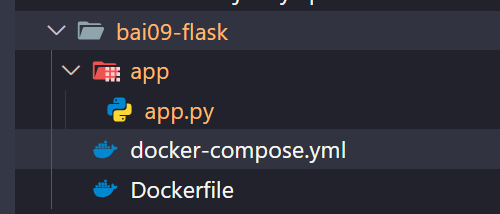 bai09-flask
app
app.py
docker-compose.yml
Dockerfile